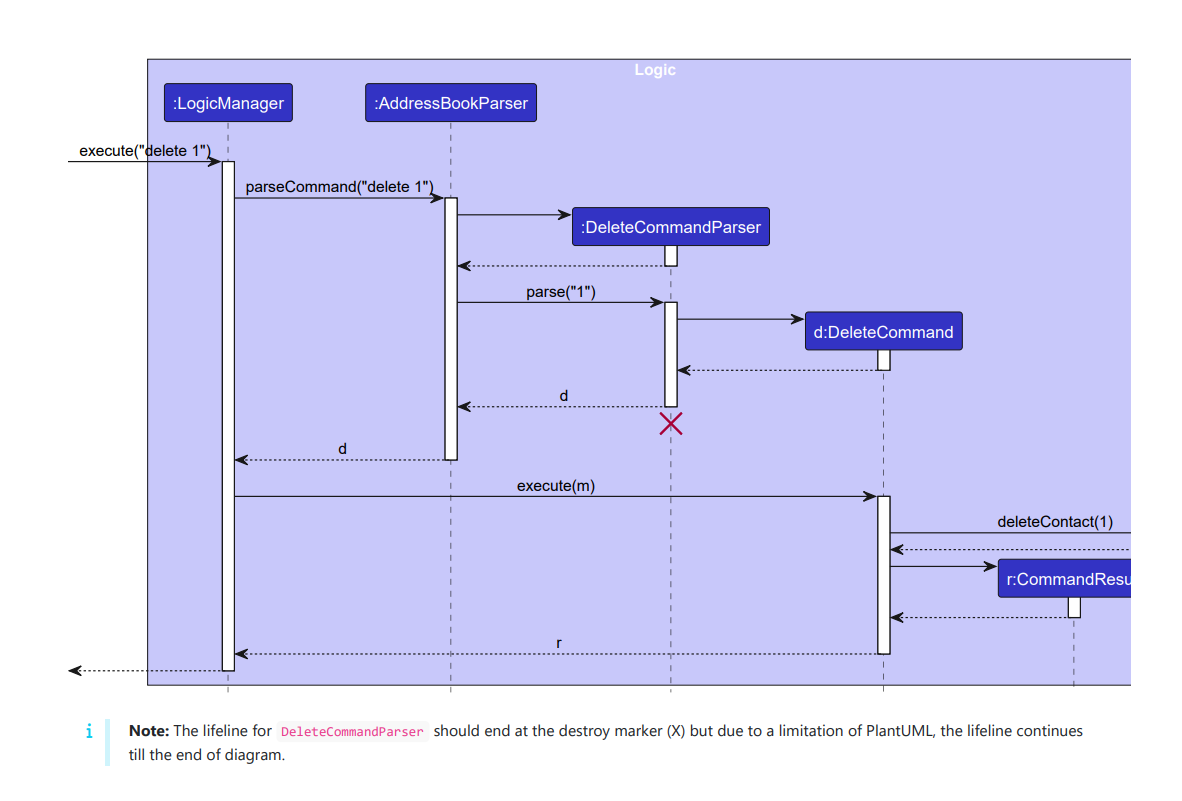 Logic
:LogicManager
:AddressBookParser
execute("delete 1")
parseCommand("delete 1")
:DeleteCommandParser
parse("1")
d:DeleteCommand
d
d
execute(m)
deleteContact(1)
r:CommandResu
r
i
Note: The lifeline for DeleteCommandParser should end at the destroy marker (X) but due to a limitation of PlantUML, the lifeline continues
till the end of diagram.